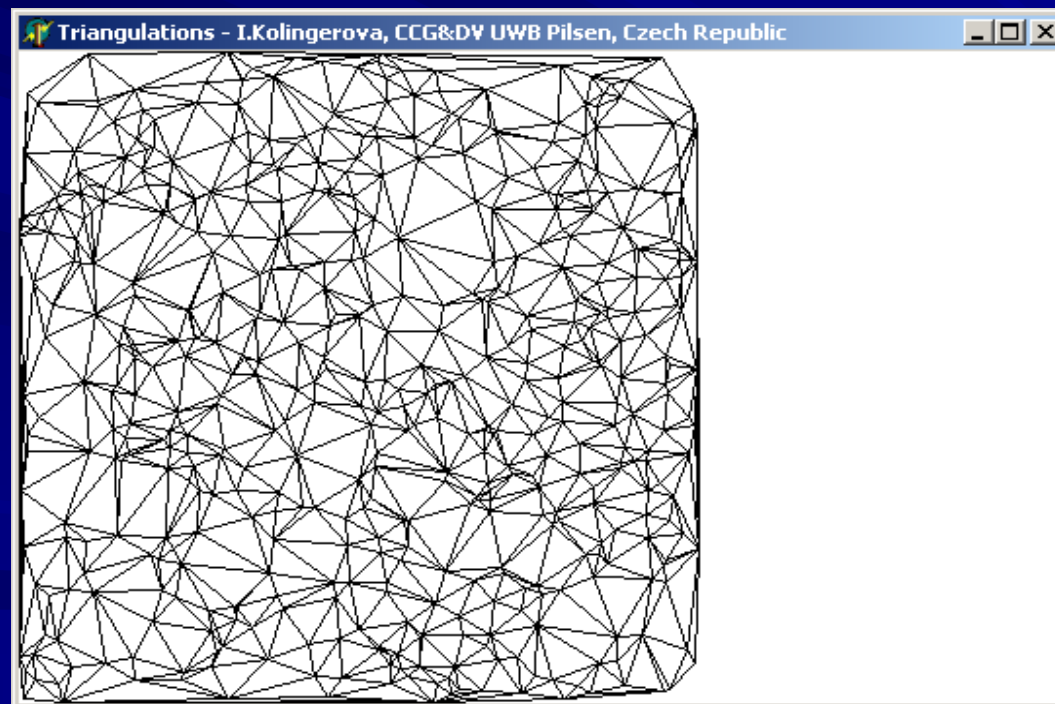 Triangulations - I.Kolingerova, CCG&DV UWB Pilsen, Czech Republic